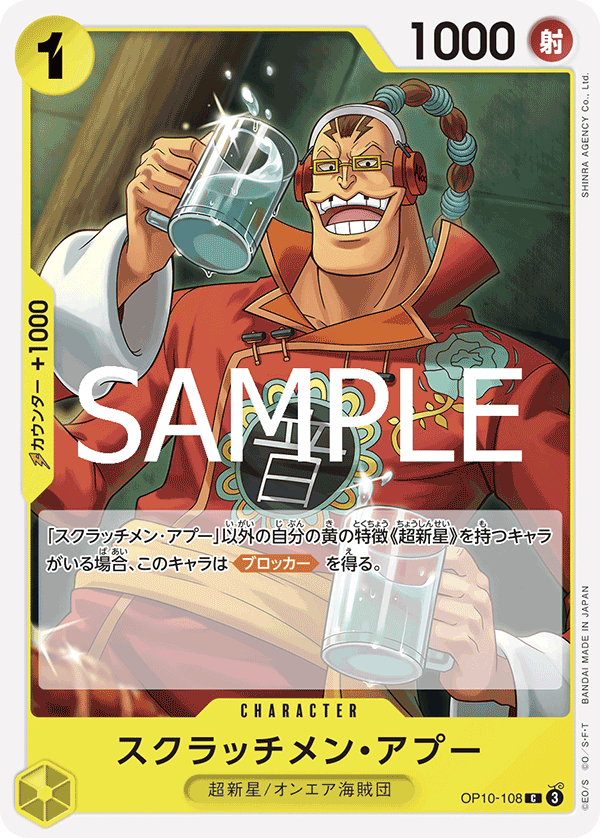 1
1000
射
SHINRA AGENCY Co., Ltd.
カウンター +1000
SAMPLE
音
「スクラッチメン・アプー」以外の自分の黄の特徴《超新星》を持つキャラ
がいる場合、このキャラは ブロッカー を得る。
CHARACTER
スクラッチメン・アプー
超新星/オンエア海賊団
OP10-108 C 3
©EO/S ©O/S・F・T BANDAI MADE IN JAPAN